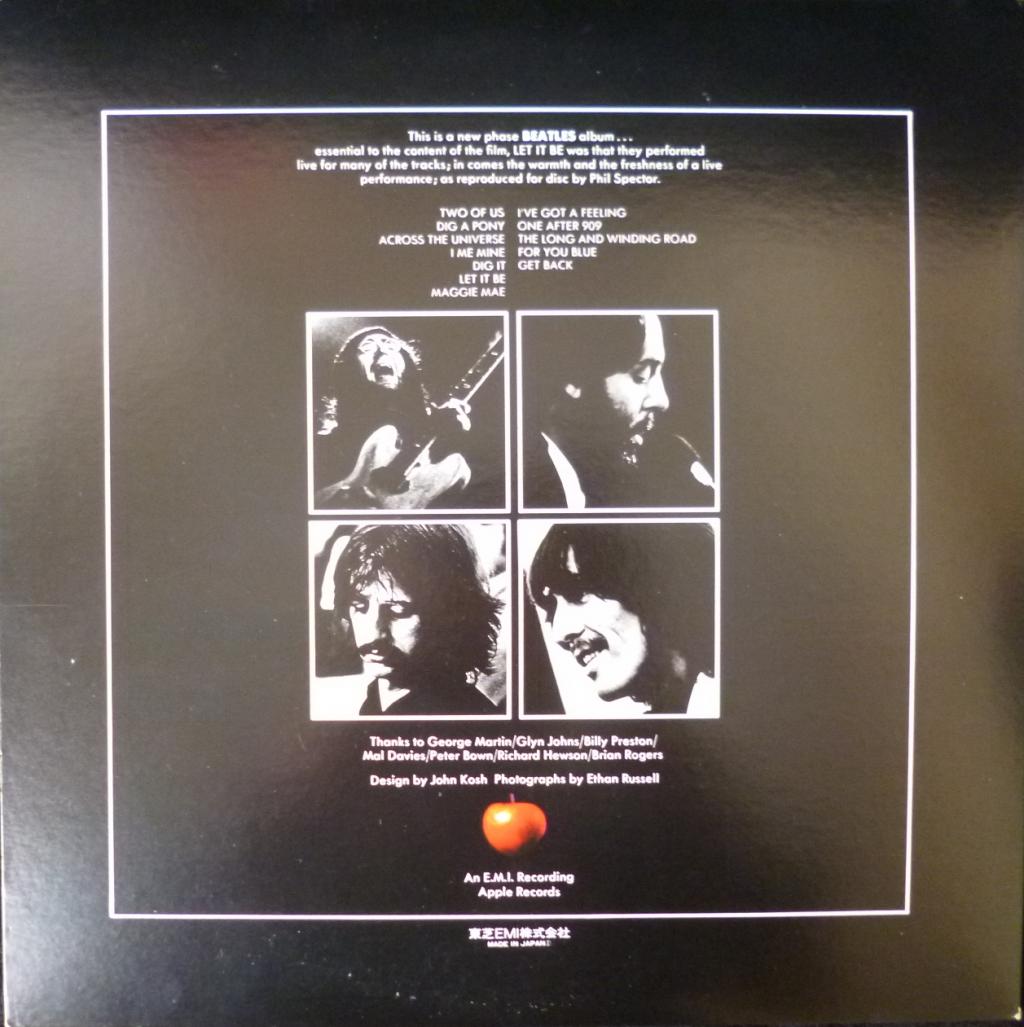 This is a new phase BEATLES album . . .
essential to the content of the film, LET IT BE was that they performed
live for many of the tracks; in comes the warmth and the freshness of a live
performance; as reproduced for disc by Phil Spector.
TWO OF US
DIG A PONY
ACROSS THE UNIVERSE
I ME MINE
DIG IT
LET IT BE
MAGGIE MAE
I'VE GOT A FEELING
ONE AFTER 909
THE LONG AND WINDING ROAD
FOR YOU BLUE
GET BACK
Thanks to George Martin/Glyn Johns/Billy Preston/
Mal Davies/Peter Bown/Richard Hewson/Brian Rogers
Design by John Kosh Photographs by Ethan Russell
An E.M.I. Recording
Apple Records
東芝EMI株式会社
MADE IN JAPAN